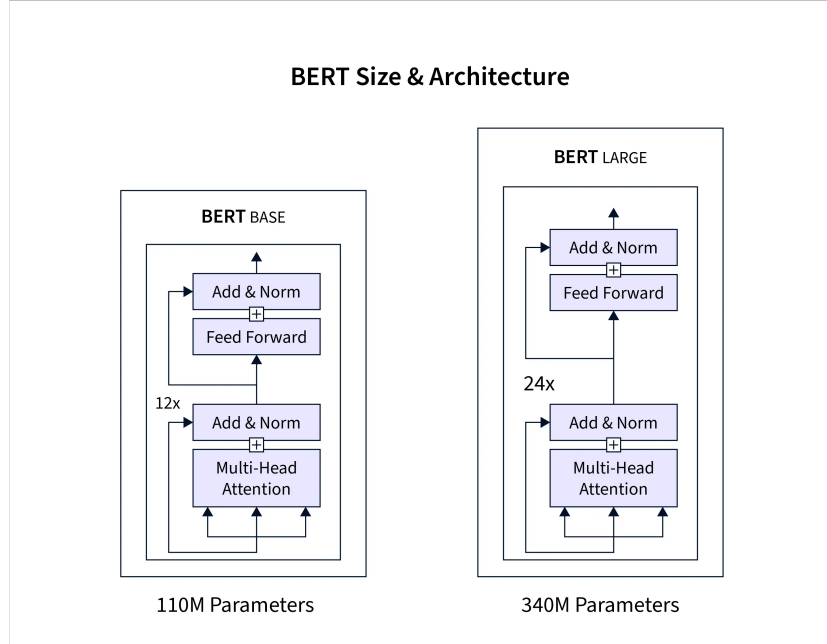 BERT Size & Architecture
BERT BASE
Add & Norm
+
Feed Forward
12x
Add & Norm
+
Multi-Head
Attention
110M Parameters
BERT LARGE
Add & Norm
+
Feed Forward
24x
Add & Norm
+
Multi-Head
Attention
340M Parameters